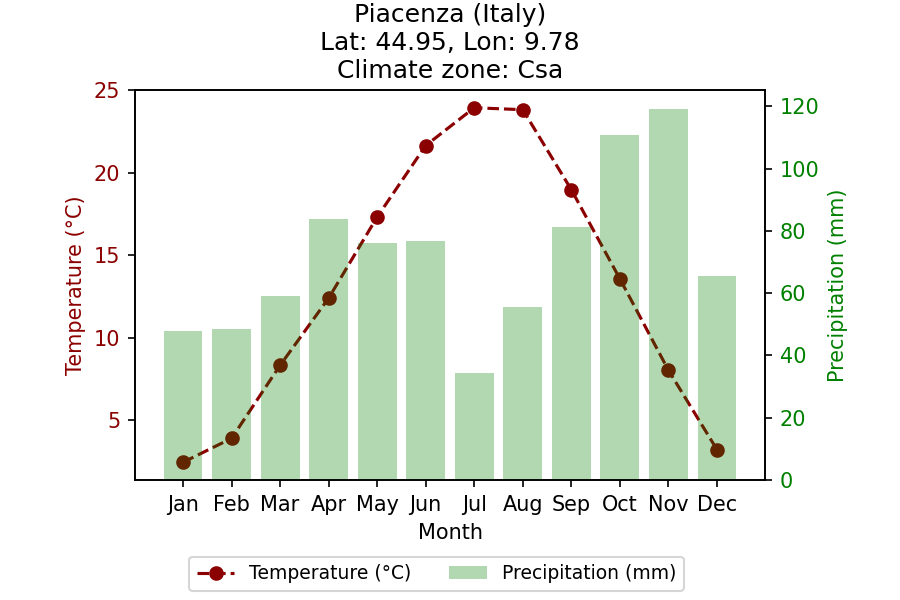 Piacenza (Italy)
Lat: 44.95, Lon: 9.78
Climate zone: Csa
25
20
15
10
5
Temperature (°C)
120
100
80
60
40
20
0
Precipitation (mm)
Jan Feb Mar Apr May Jun Jul Aug Sep Oct Nov Dec
Month
Temperature (°C) Precipitation (mm)